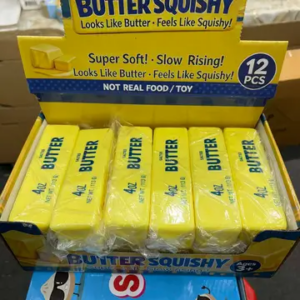 BUTTER SQUISHY
Looks Like Butter · Feels Like Squishy!
Super Soft! · Slow Rising!
Looks Like Butter · Feels Like Squishy!
12
PCS
NOT REAL FOOD / TOY
BUTTER
4oz
BUTTER
4oz
BUTTER
4oz
BUTTER
4oz
BUTTER
4oz
BUTTER
4oz
BUTTER SQUISHY
AGES
3+
S